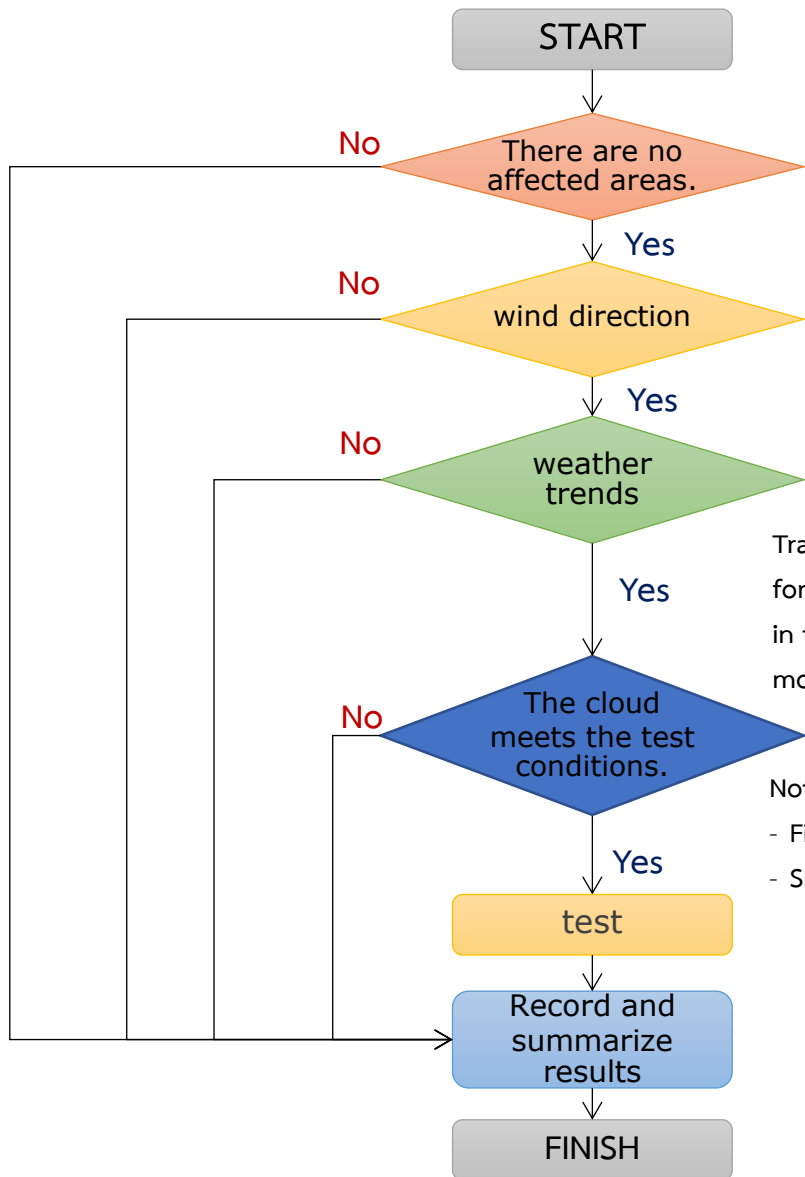 START
No
There are no
affected areas.
Yes
No
wind direction
Yes
No
weather
trends
Yes
No
The cloud
meets the test
conditions.
Yes
test
Record and
summarize
results
FINISH
in